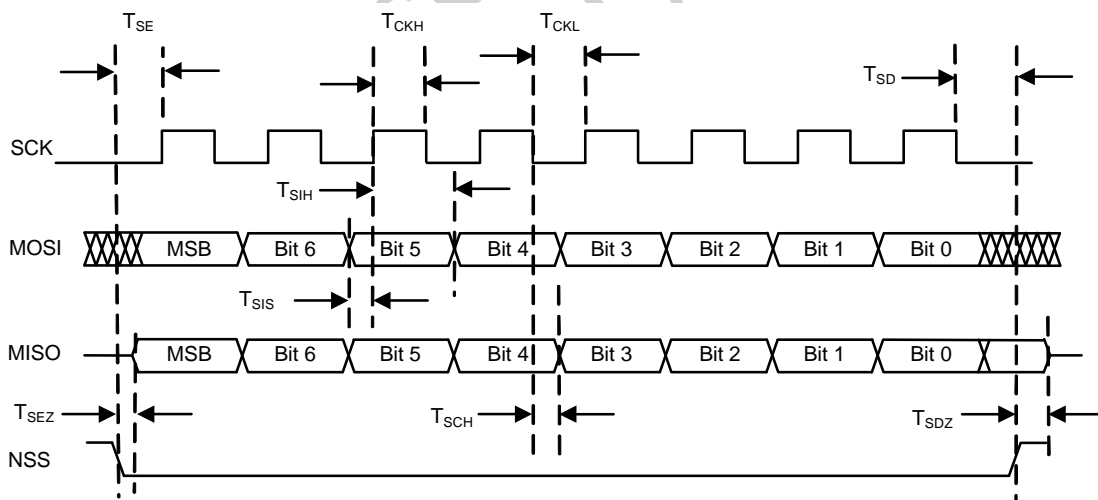 TSE TCKH TCKL
TSD
SCK
TSIH
MOSI MSB Bit 6 Bit 5 Bit 4 Bit 3 Bit 2 Bit 1 Bit 0
TSIS
MISO MSB Bit 6 Bit 5 Bit 4 Bit 3 Bit 2 Bit 1 Bit 0
TSEZ TSCH TSDZ
NSS